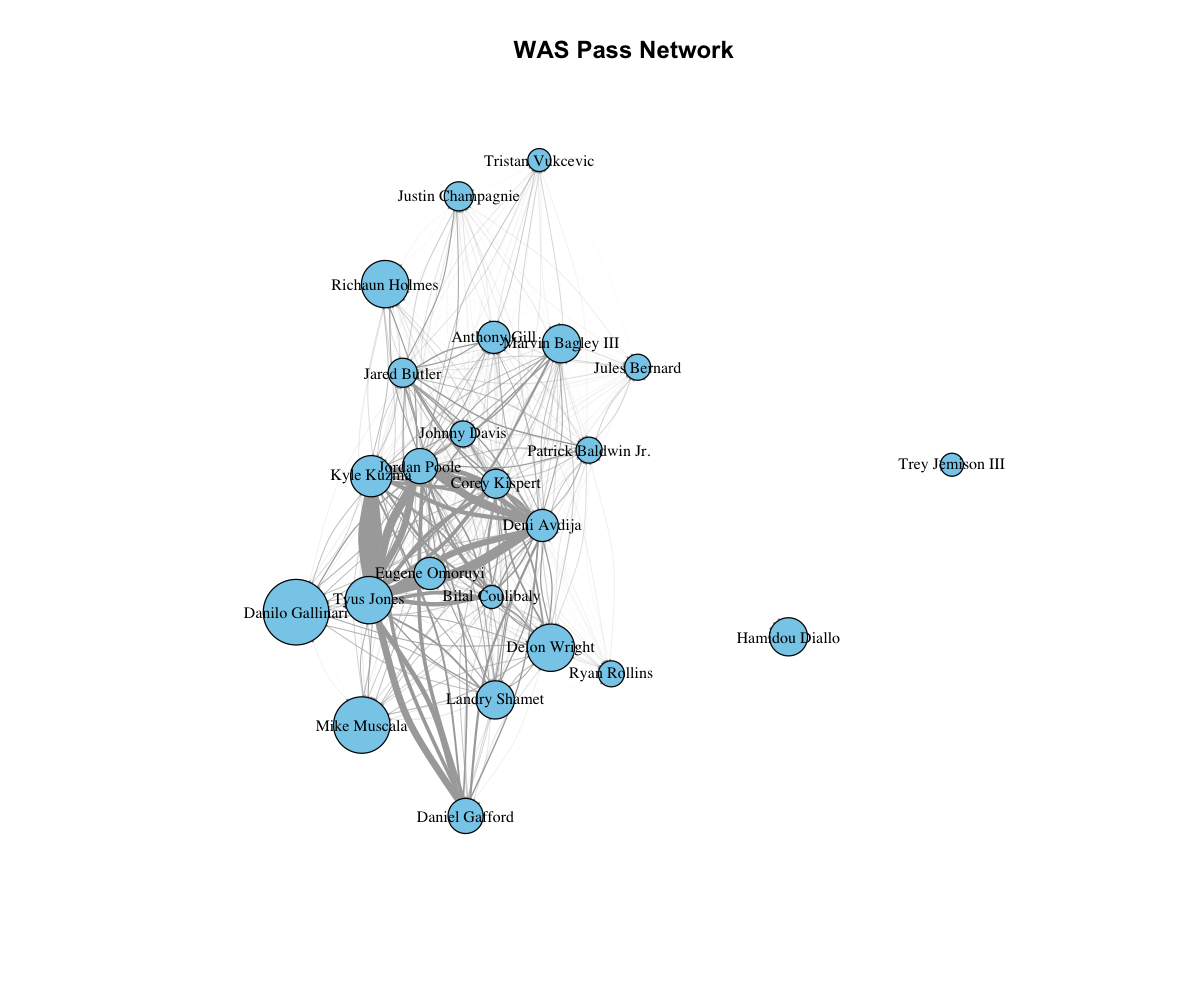 WAS Pass Network
Tristan Vukcevic
Justin Champagnie
Richaun Holmes
Anthony Gill
Marvin Bagley III
Jules Bernard
Jared Butler
Johnny Davis
Patrick Baldwin Jr.
Trey Jemison III
Jordan Poole
Kyle Kuzma
Corey Kispert
Deni Avdija
Eugene Omoruyi
Bilal Coulibaly
Tyus Jones
Danilo Gallinari
Hamidou Diallo
Delon Wright
Ryan Rollins
Landry Shamet
Mike Muscala
Daniel Gafford